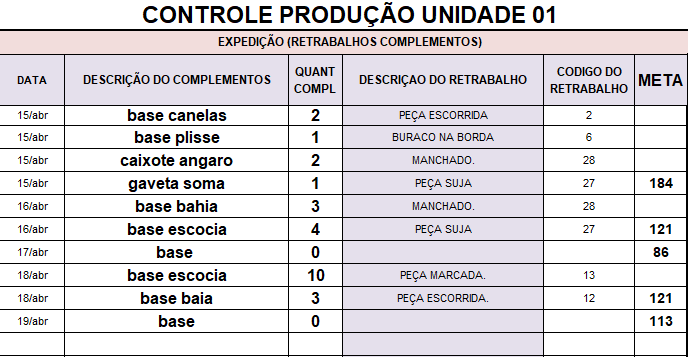 CONTROLE PRODUÇÃO UNIDADE 01
EXPEDIÇÃO (RETRABALHOS COMPLEMENTOS)
DATA DESCRIÇÃO DO COMPLEMENTOS QUANT COMPL DESCRIÇAO DO RETRABALHO CODIGO DO RETRABALHO META
15/abr base canelas 2 PEÇA ESCORRIDA 2
15/abr base plisse 1 BURACO NA BORDA 6
15/abr caixote angaro 2 MANCHADO. 28
15/abr gaveta soma 1 PEÇA SUJA 27 184
16/abr base bahia 3 MANCHADO. 28
16/abr base escocia 4 PEÇA SUJA 27 121
17/abr base 0 86
18/abr base escocia 10 PEÇA MARCADA. 13
18/abr base baia 3 PEÇA ESCORRIDA. 12 121
19/abr base 0 113